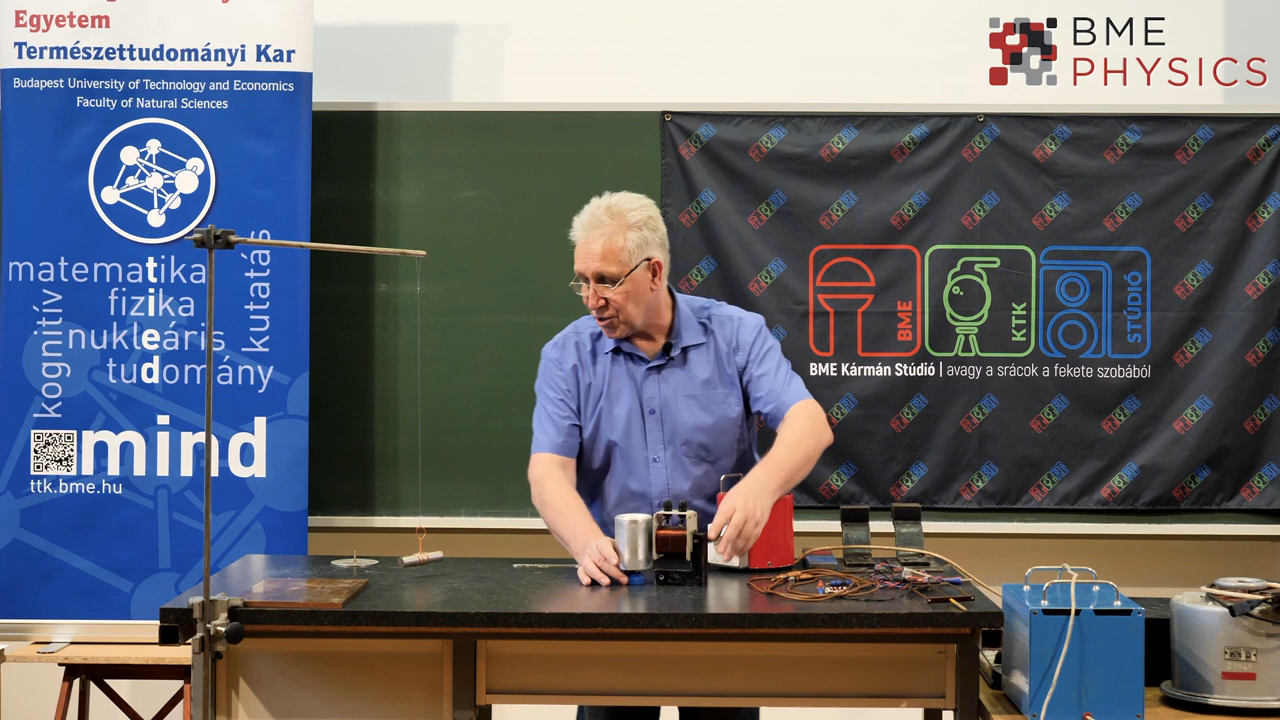 Egyetem
Természettudományi Kar
Budapest University of Technology and Economics
Faculty of Natural Sciences
matematika
fizika
nukleáris
tudomány
kognitív
kutatás
mind
ttk.bme.hu
BME
PHYSICS
BME
KTK
STÚDIÓ
BME Kármán Stúdió | avagy a srácok a fekete szobából